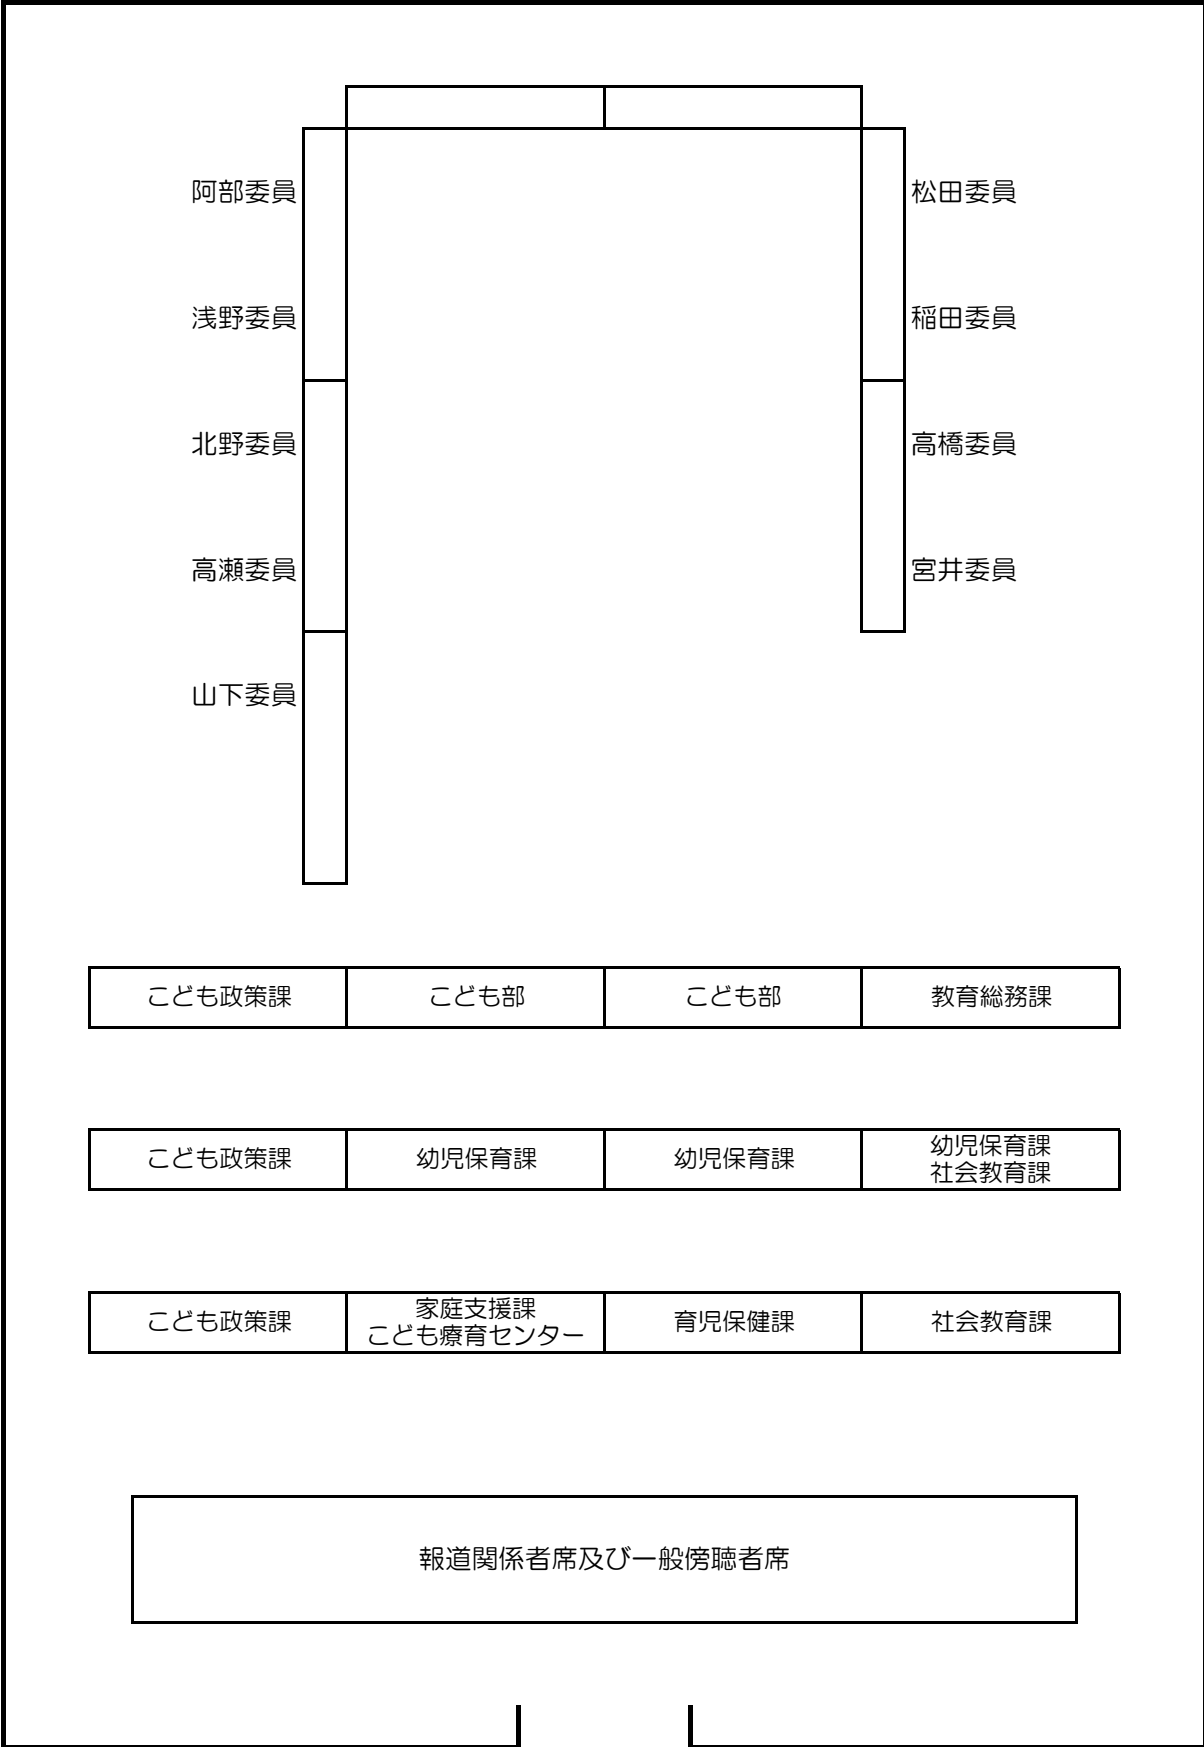 阿部委員
松田委員
浅野委員
稲田委員
北野委員
高橋委員
高瀬委員
宮井委員
山下委員
こども政策課
こども部
こども部
教育総務課
こども政策課
幼児保育課
幼児保育課
幼児保育課
社会教育課
こども政策課
家庭支援課
こども療育センター
育児保健課
社会教育課
報道関係者席及び一般傍聴者席